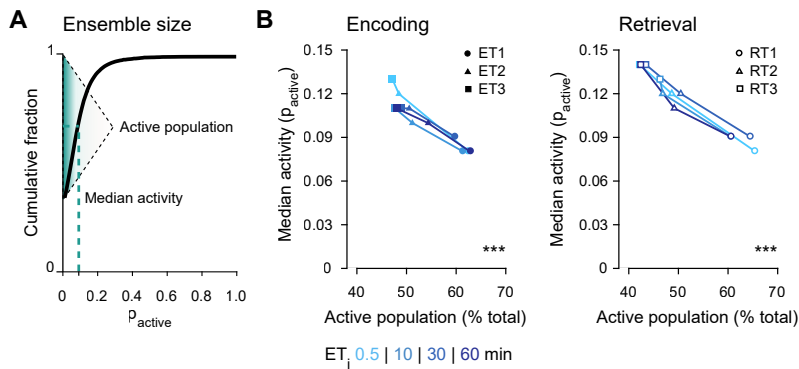 A
Ensemble size
1
0
Cumulative fraction
Active population
Median activity
0
0.2
0.4
0.6
0.8
1.0
pactive
B
Encoding
0.15
0.12
0.09
0.06
0.03
0
Median activity (pactive)
ET1
ET2
ET3
***
40
50
60
70
Active population (% total)
Retrieval
0.15
0.12
0.09
0.06
0.03
0
Median activity (pactive)
RT1
RT2
RT3
***
40
50
60
70
Active population (% total)
ETi 0.5 | 10 | 30 | 60 min